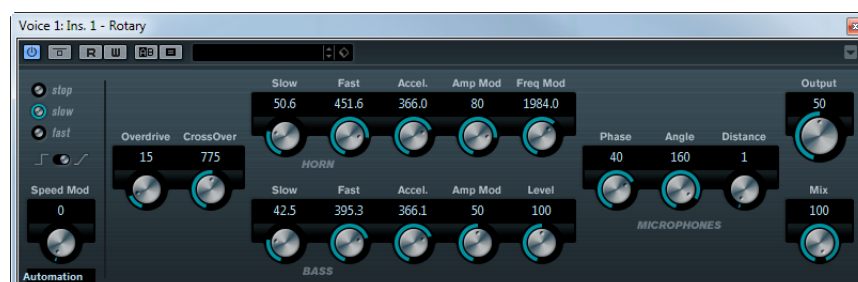 Voice 1: Ins. 1 - Rotary
R W AB
stop
slow
fast
Speed Mod
0
Automation
Overdrive CrossOver
15 775
Slow Fast Accel. Amp Mod Freq Mod
50.6 451.6 366.0 80 1984.0
HORN
Slow Fast Accel. Amp Mod Level
42.5 395.3 366.1 50 100
BASS
Phase Angle Distance
40 160 1
MICROPHONES
Output
50
Mix
100